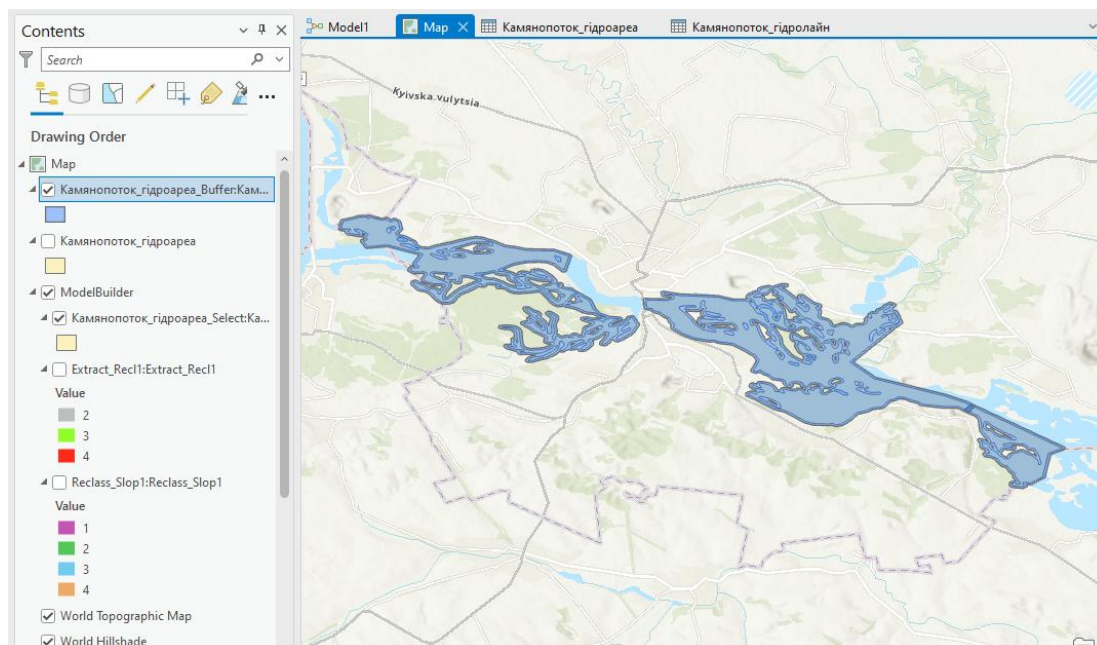 Contents
Model1
Map
Камянопоток_гідроареа
Камянопоток_гідролайн
Search
Drawing Order
Map
Камянопоток_гідроареа_Buffer:Кам...
Камянопоток_гідроареа
ModelBuilder
Камянопоток_гідроареа_Select:Ка...
Extract_Recl1:Extract_Recl1
Value
2
3
4
Reclass_Slop1:Reclass_Slop1
Value
1
2
3
4
World Topographic Map
World Hillshade
Kyivska vulytsia